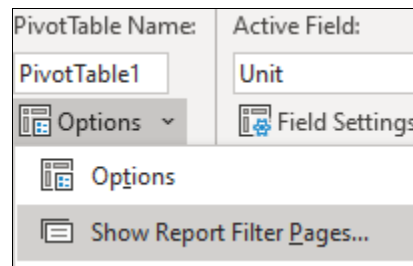 PivotTable Name:
Active Field:
PivotTable1
Unit
Options
Field Settings
Options
Show Report Filter Pages...